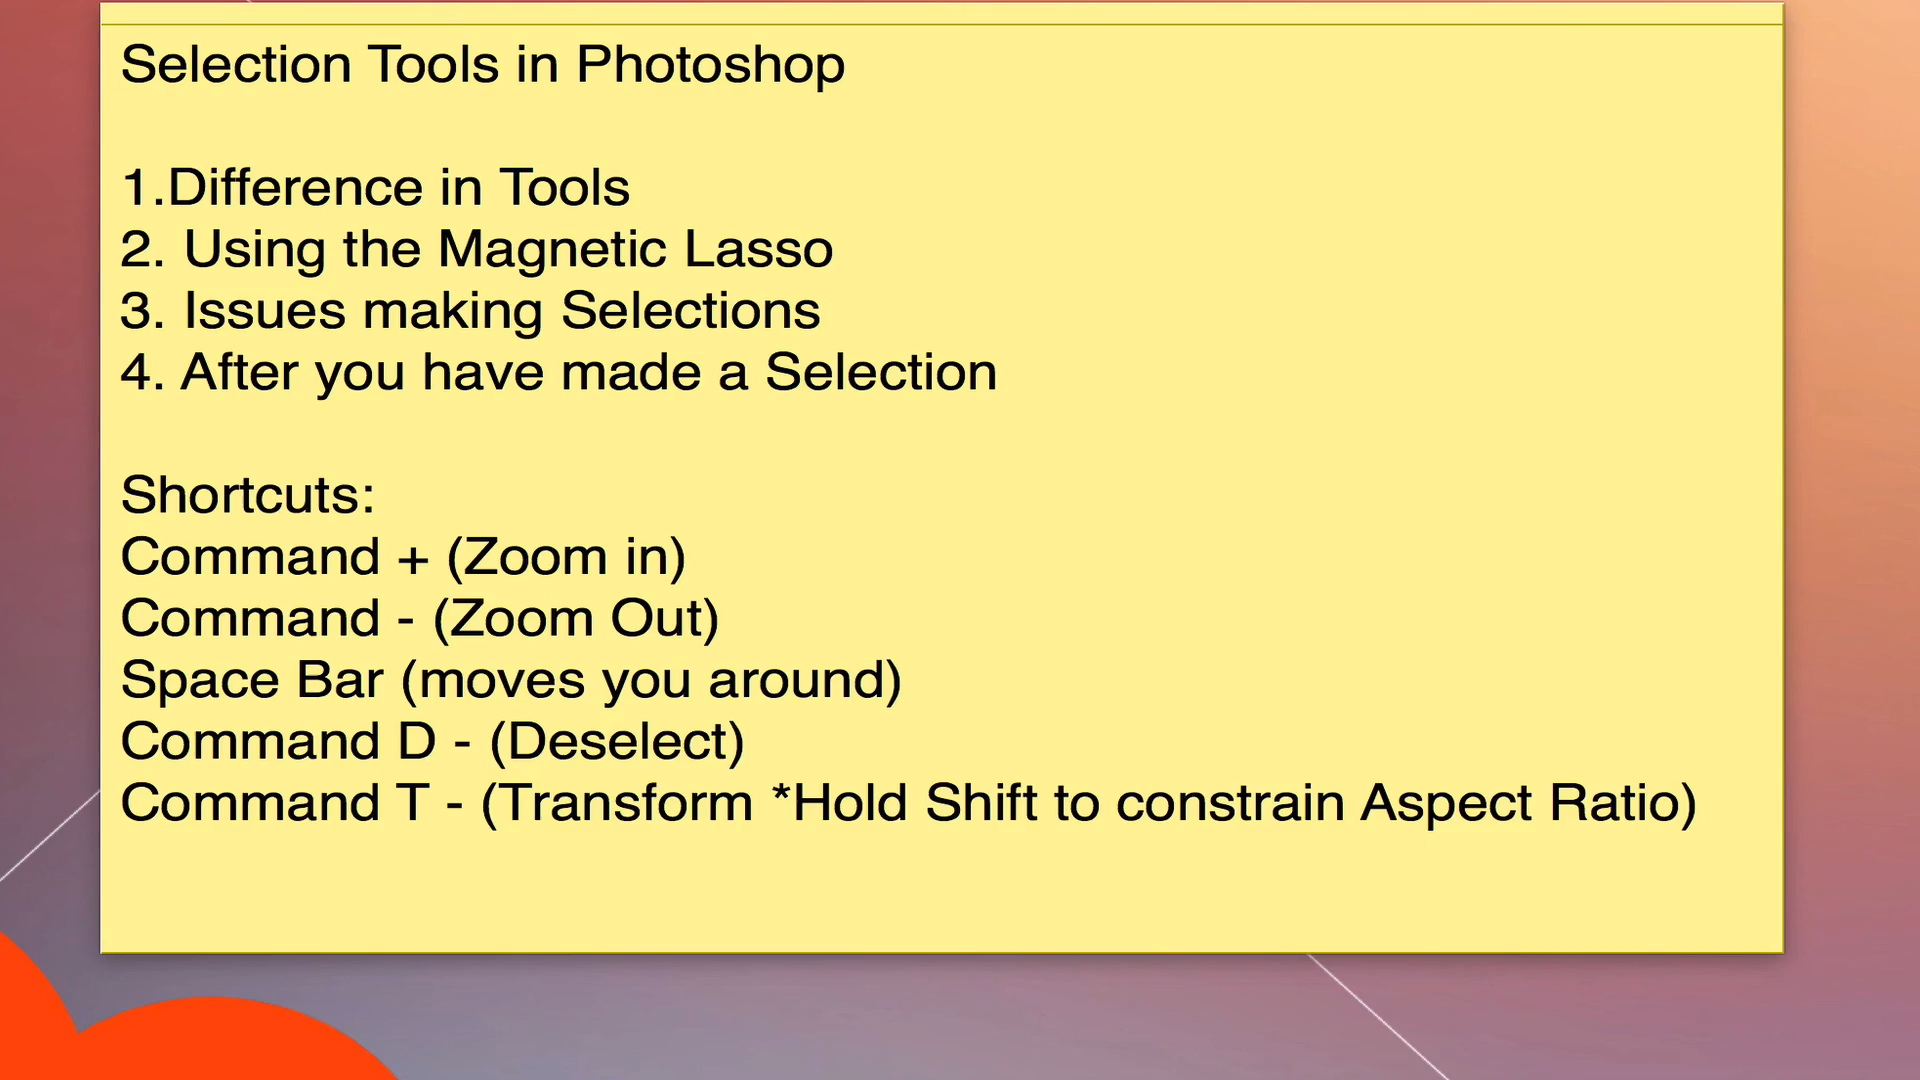 Selection Tools in Photoshop
1.Difference in Tools
2. Using the Magnetic Lasso
3. Issues making Selections
4. After you have made a Selection
Shortcuts:
Command + (Zoom in)
Command - (Zoom Out)
Space Bar (moves you around)
Command D - (Deselect)
Command T - (Transform *Hold Shift to constrain Aspect Ratio)